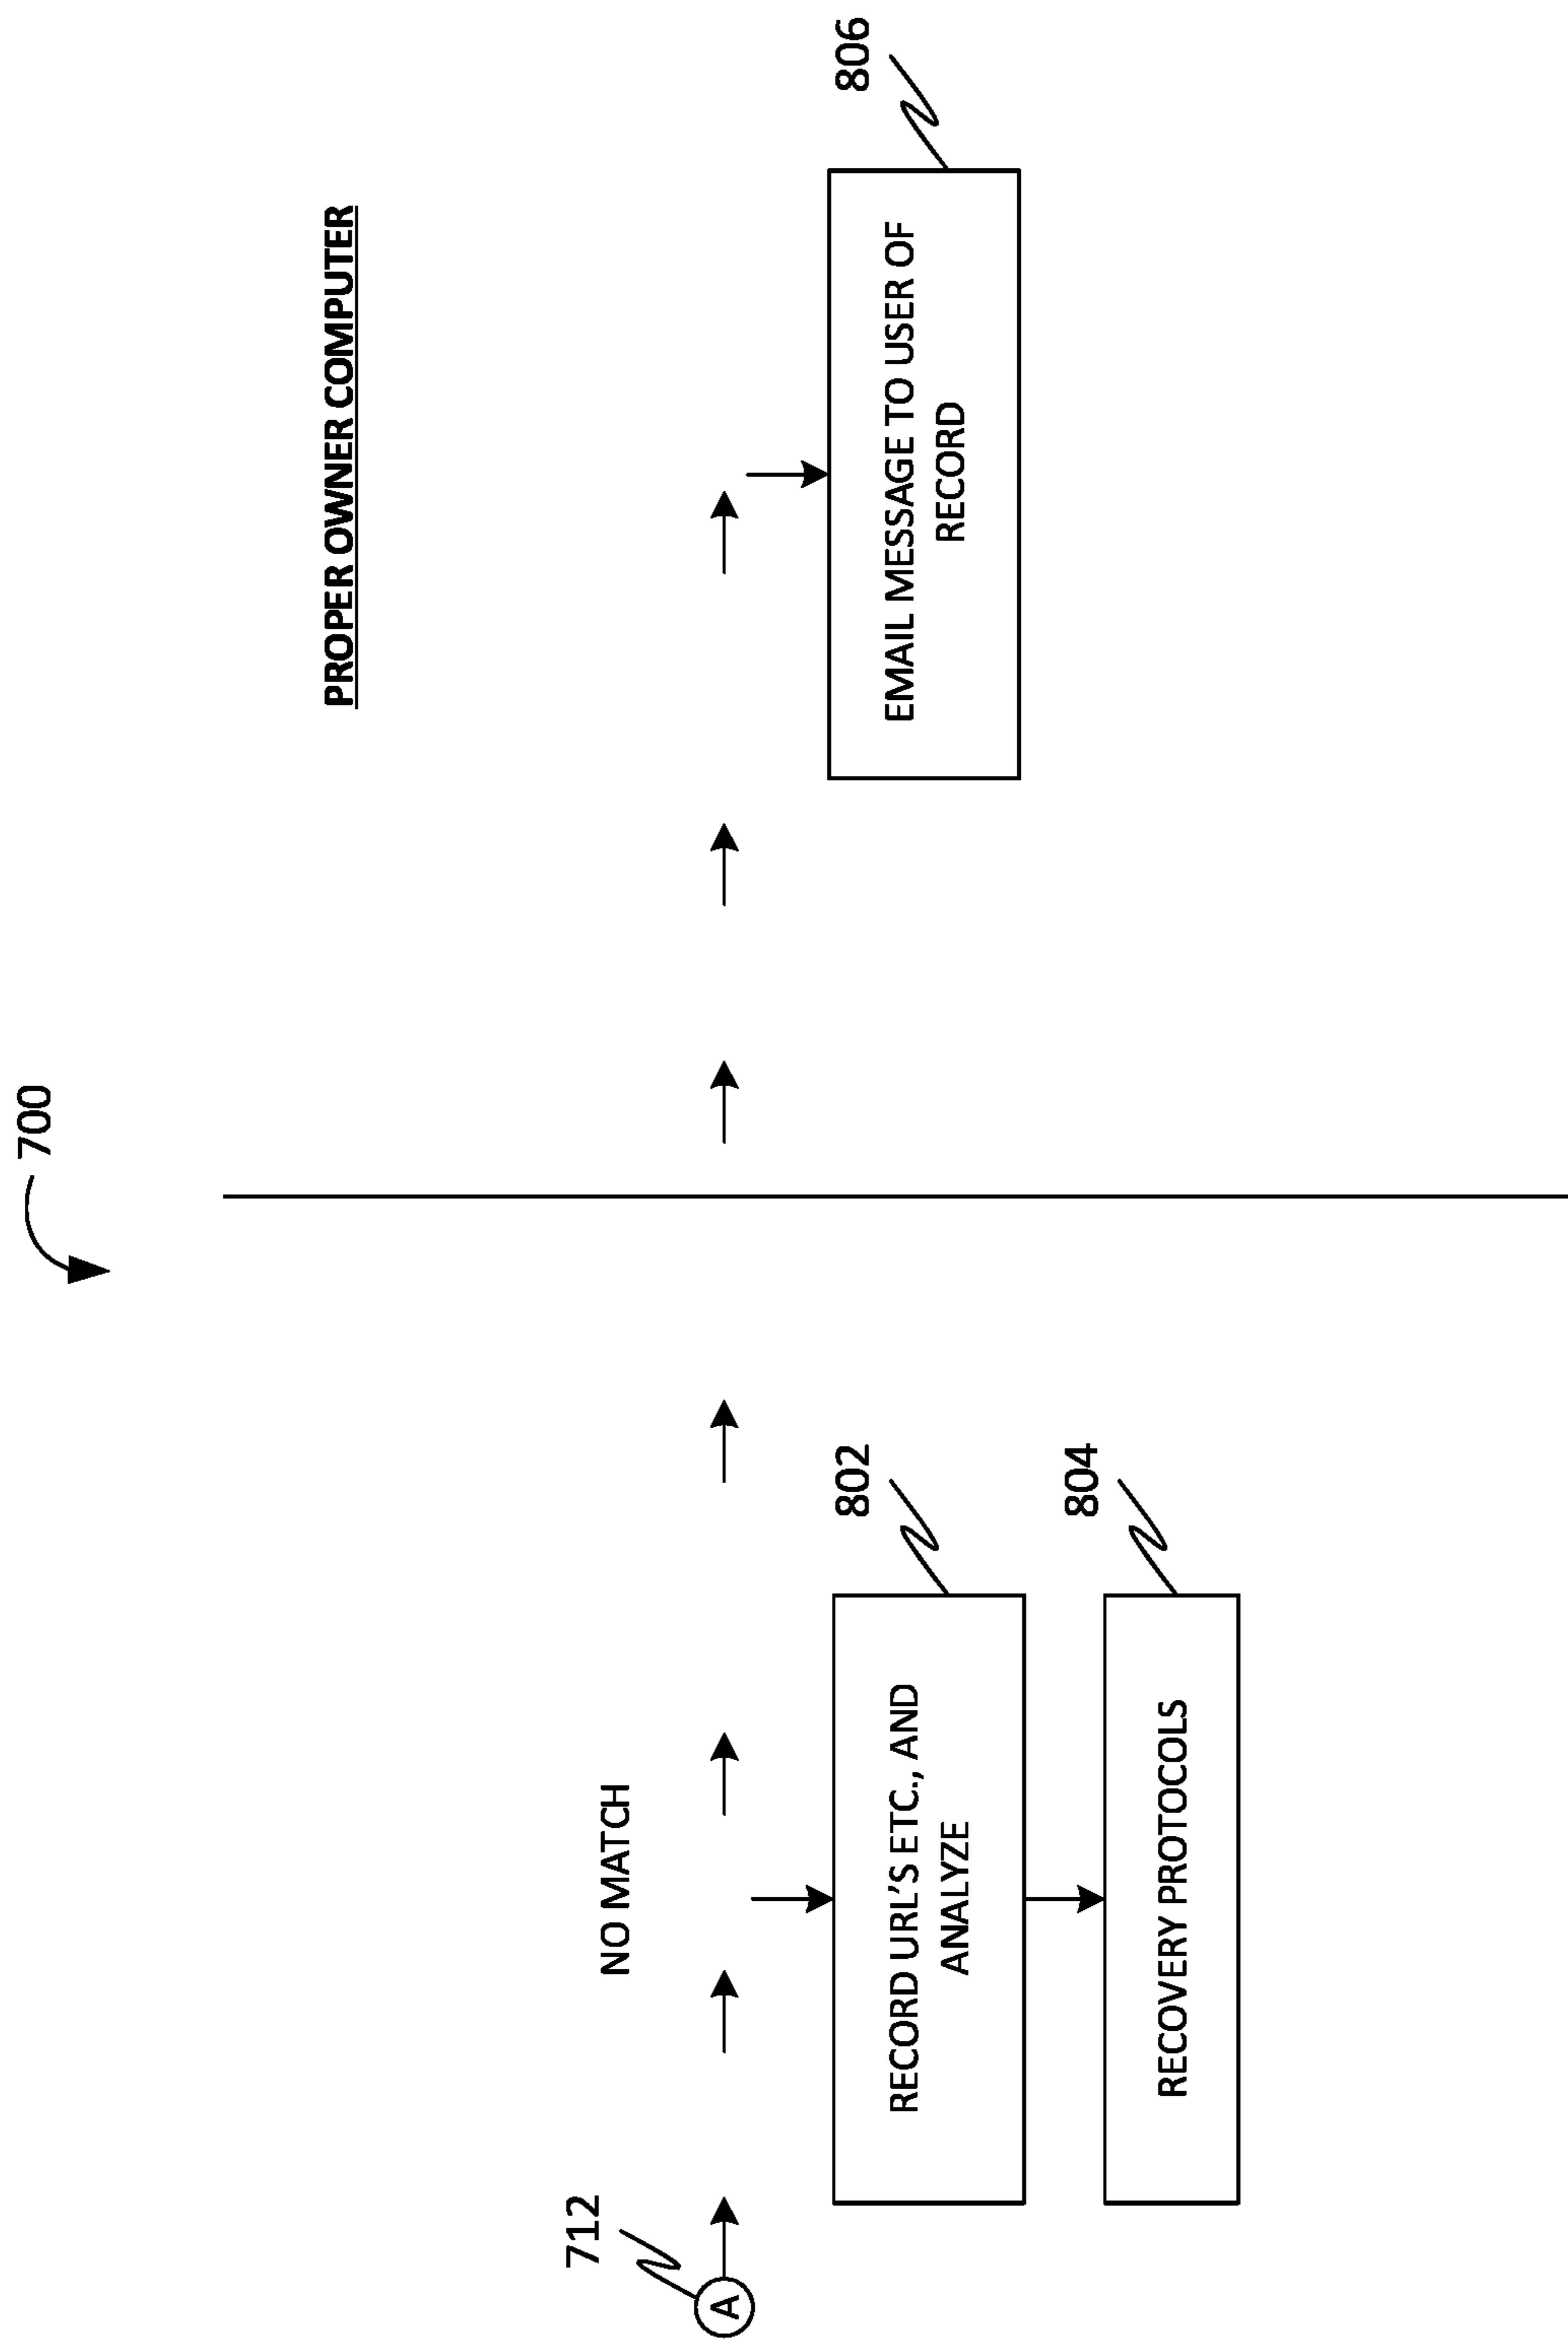 700
PROPER OWNER COMPUTER
712
A
NO MATCH
802
RECORD URL'S ETC., AND
ANALYZE
804
RECOVERY PROTOCOLS
806
EMAIL MESSAGE TO USER OF
RECORD